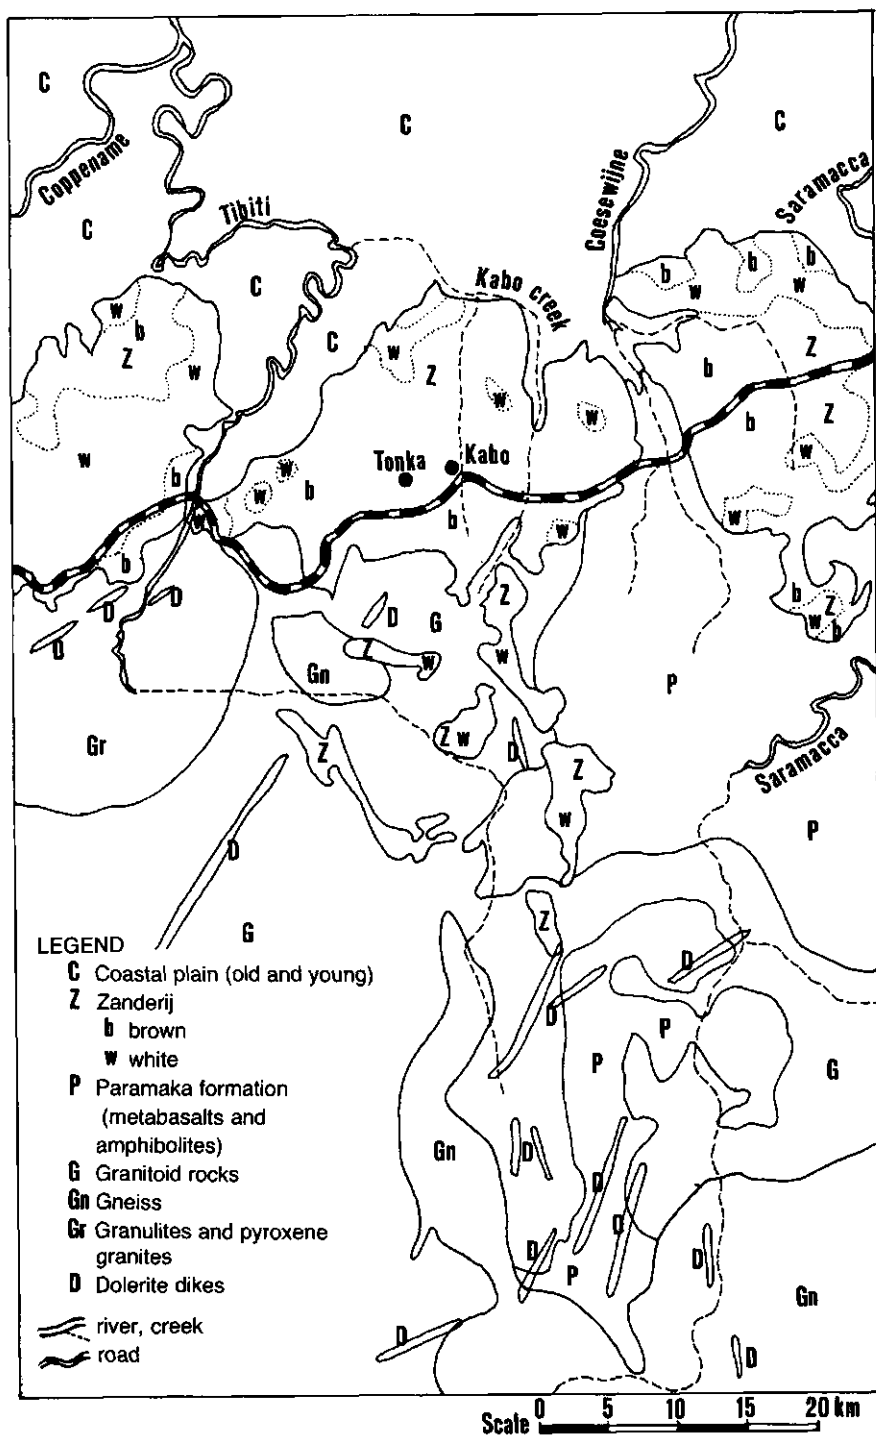 C
C
C
Coppename
Tibiti
Coesewijne
Saramacca
C
C
Kabo creek
b
b
b
w
w
w
b
Z
w
C
w
Z
b
Z
w
w
w
b
Z
w
b
w
w
b
Tonka
Kabo
w
w
b
w
w
b
b
Z
w
b
D
D
D
D
G
Z
w
Z
w
Gn
P
Gr
Z
Z w
D
Z
w
Saramacca
D
P
G
Z
D
D
P
P
G
Gn
D
D
D
D
P
D
Gn
D
D
LEGEND
C Coastal plain (old and young)
Z Zanderij
b brown
w white
P Paramaka formation
(metabasalts and
amphibolites)
G Granitoid rocks
Gn Gneiss
Gr Granulites and pyroxene
granites
D Dolerite dikes
river, creek
road
Scale 0 5 10 15 20 km